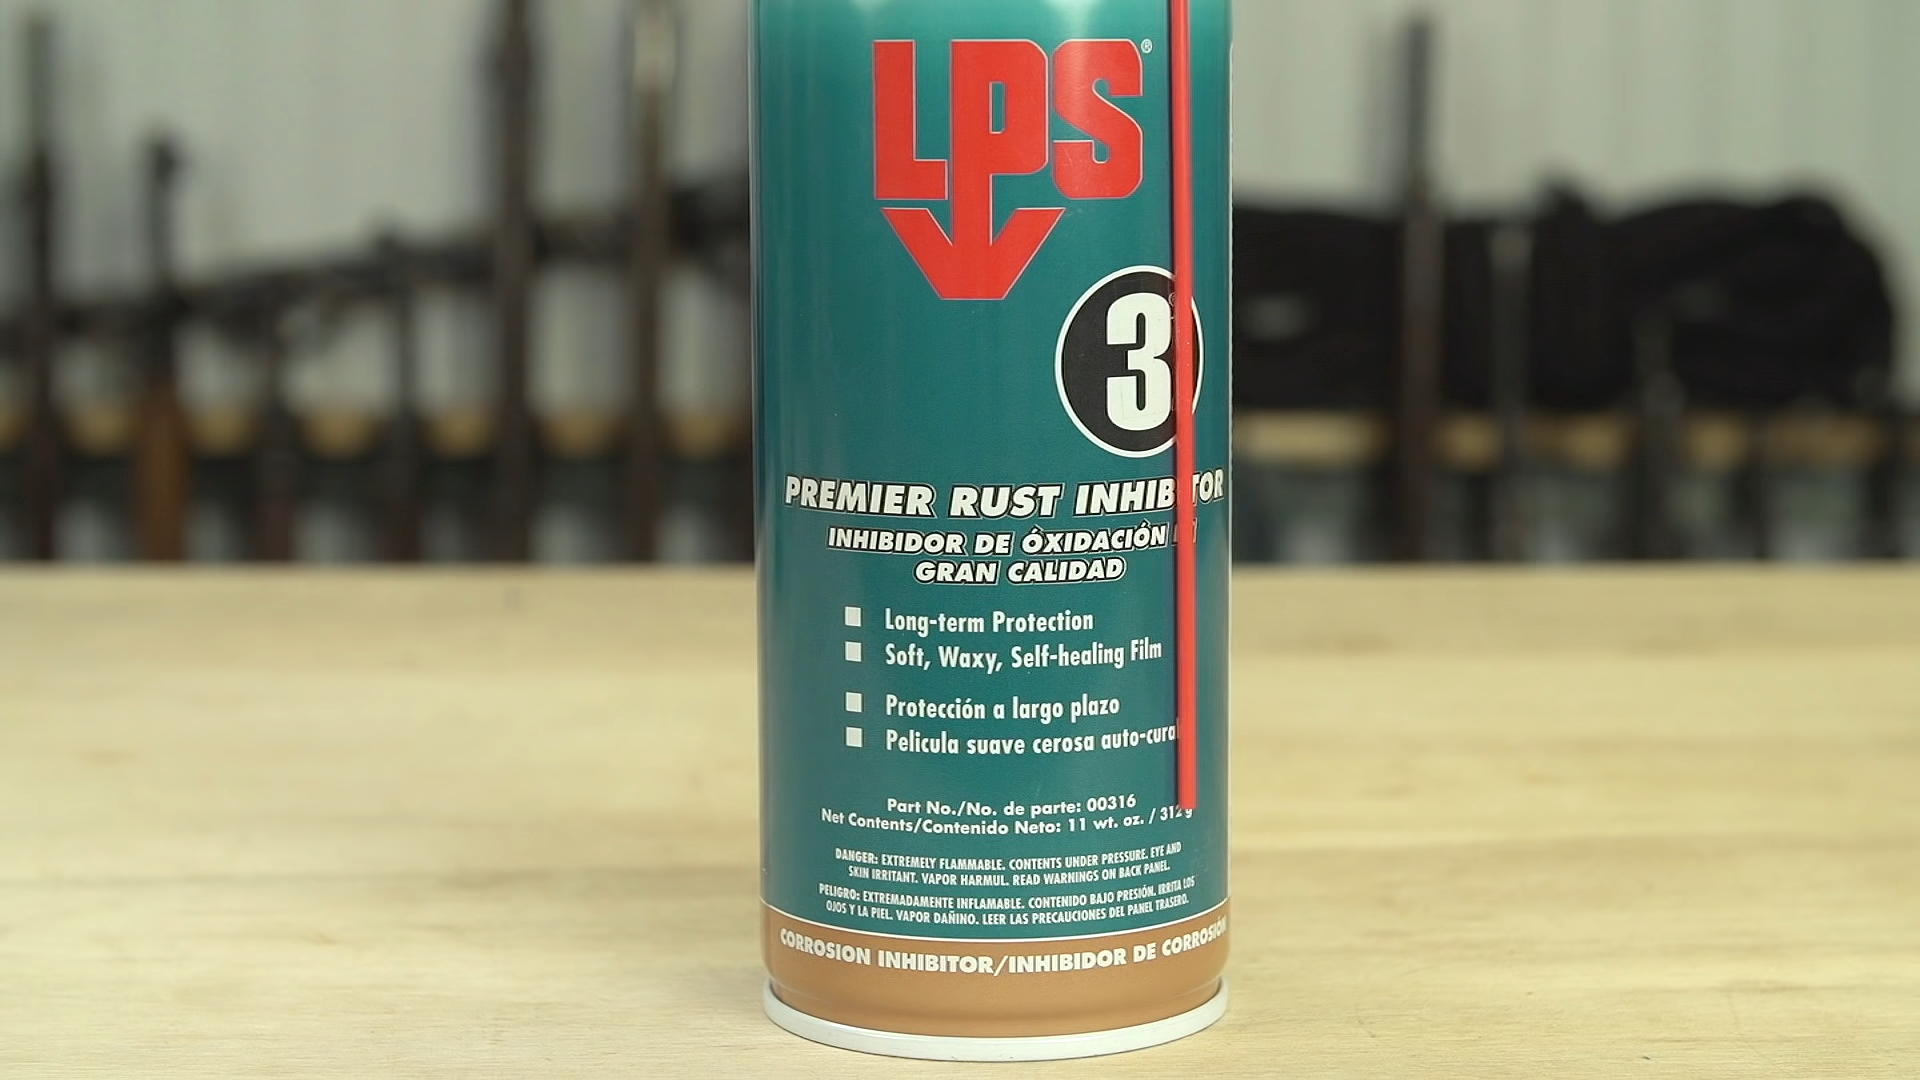 LPS®
3
PREMIER RUST INHIB TOR
INHIBIDOR DE ÓXIDACIÓN
GRAN CALIDAD
Long-term Protection
Soft, Waxy, Self-healing Film
Protección a largo plazo
Pelicula suave cerosa
Part No./No. de parte: 00316
Net Contents/Contenido Neto: 11 wt. oz. / 312 g
DANGER: EXTREMELY FLAMMABLE. CONTENTS UNDER PRESSURE. EYE AND
SKIN IRRITANT. VAPOR HARMUL. READ WARNINGS ON BACK PANEL.
PELIGRO: EXTREMADAMENTE INFLAMABLE. CONTENIDO BAJO PRESIÓN. IRRITA LOS
OJOS Y LA PIEL. VAPOR DAÑINO. LEER LAS PRECAUCIONES DEL PANEL TRASERO.
CORROSION INHIBITOR/INHIBIDOR DE CORROSIÓN